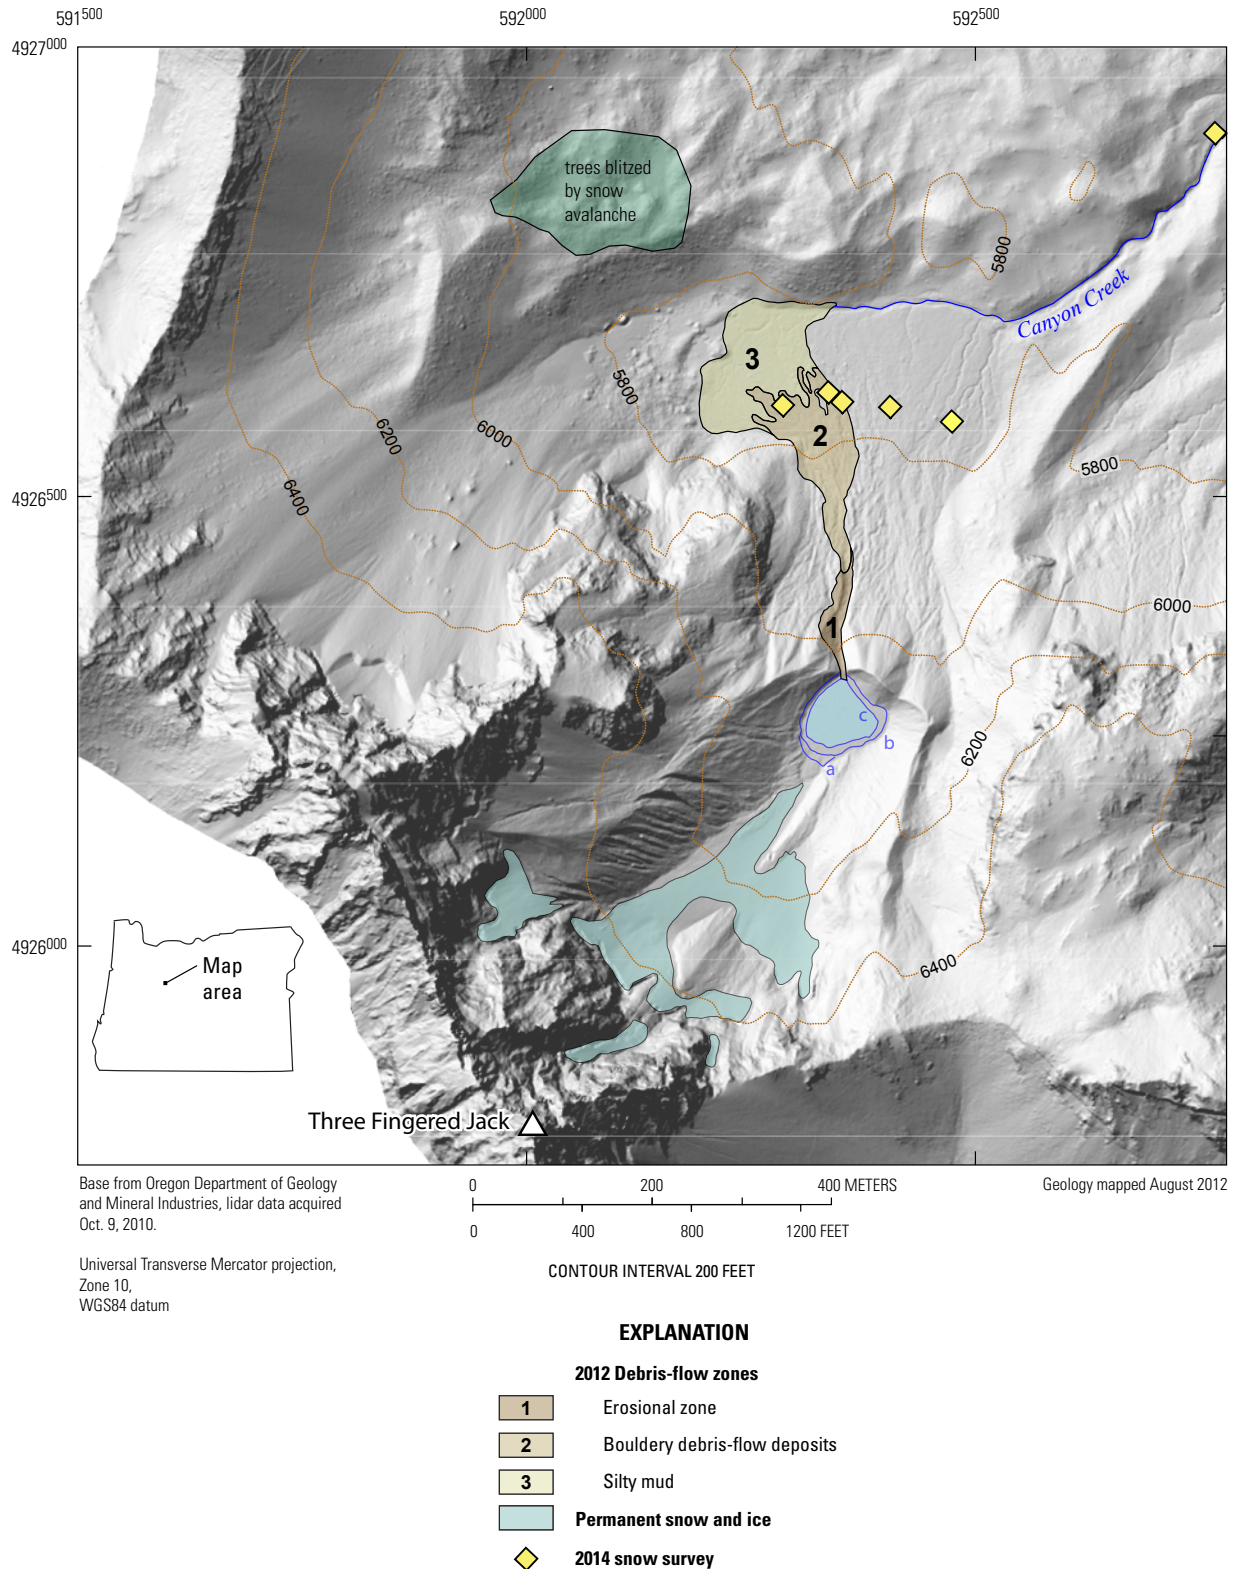 591500
592000
592500
4927000
trees blitzed
by snow
avalanche
5800
Canyon Creek
3
5800
6200
6000
2
5800
6400
4926500
6000
1
c
b
a
6200
4926000
6400
Map
area
Three Fingered Jack
Base from Oregon Department of Geology
and Mineral Industries, lidar data acquired
Oct. 9, 2010.
Universal Transverse Mercator projection,
Zone 10,
WGS84 datum
0 200 400 METERS
0 400 800 1200 FEET
CONTOUR INTERVAL 200 FEET
Geology mapped August 2012
EXPLANATION
2012 Debris-flow zones
1 Erosional zone
2 Bouldery debris-flow deposits
3 Silty mud
Permanent snow and ice
2014 snow survey